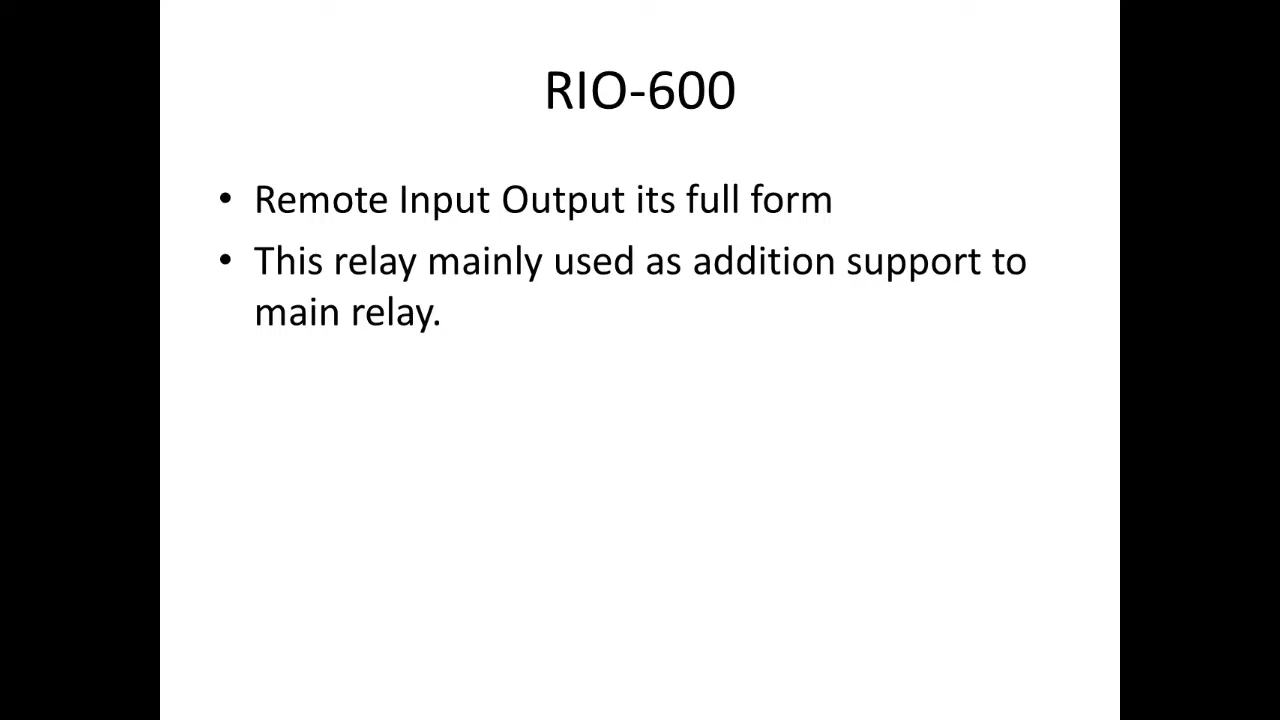 RIO-600
• Remote Input Output its full form
• This relay mainly used as addition support to
main relay.